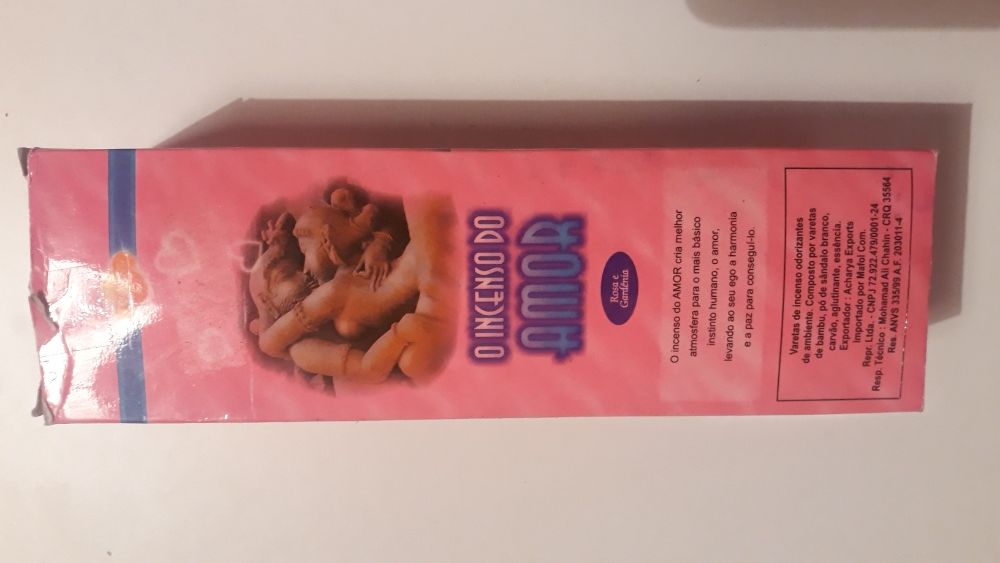 O INCENSO DO
AMOR
Rosa e
Gardênia
O incenso do AMOR cria melhor
atmosfera para o mais básico
instinto humano, o amor,
levando ao seu ego a harmonia
e a paz para conseguí-lo.
Varetas de incenso odorizantes
de ambiente. Composto por varetas
de bambu, pó de sândalo branco,
carvão, aglutinante, essência.
Exportador : Acharya Exports
Importado por Mafol Com.
Repr. Ltda. - CNPJ 72.922.479/0001-24
Resp. Técnico : Mohamad Ali Chahin - CRQ 35564
Res. ANVS 335/99 A.F. 203011-4